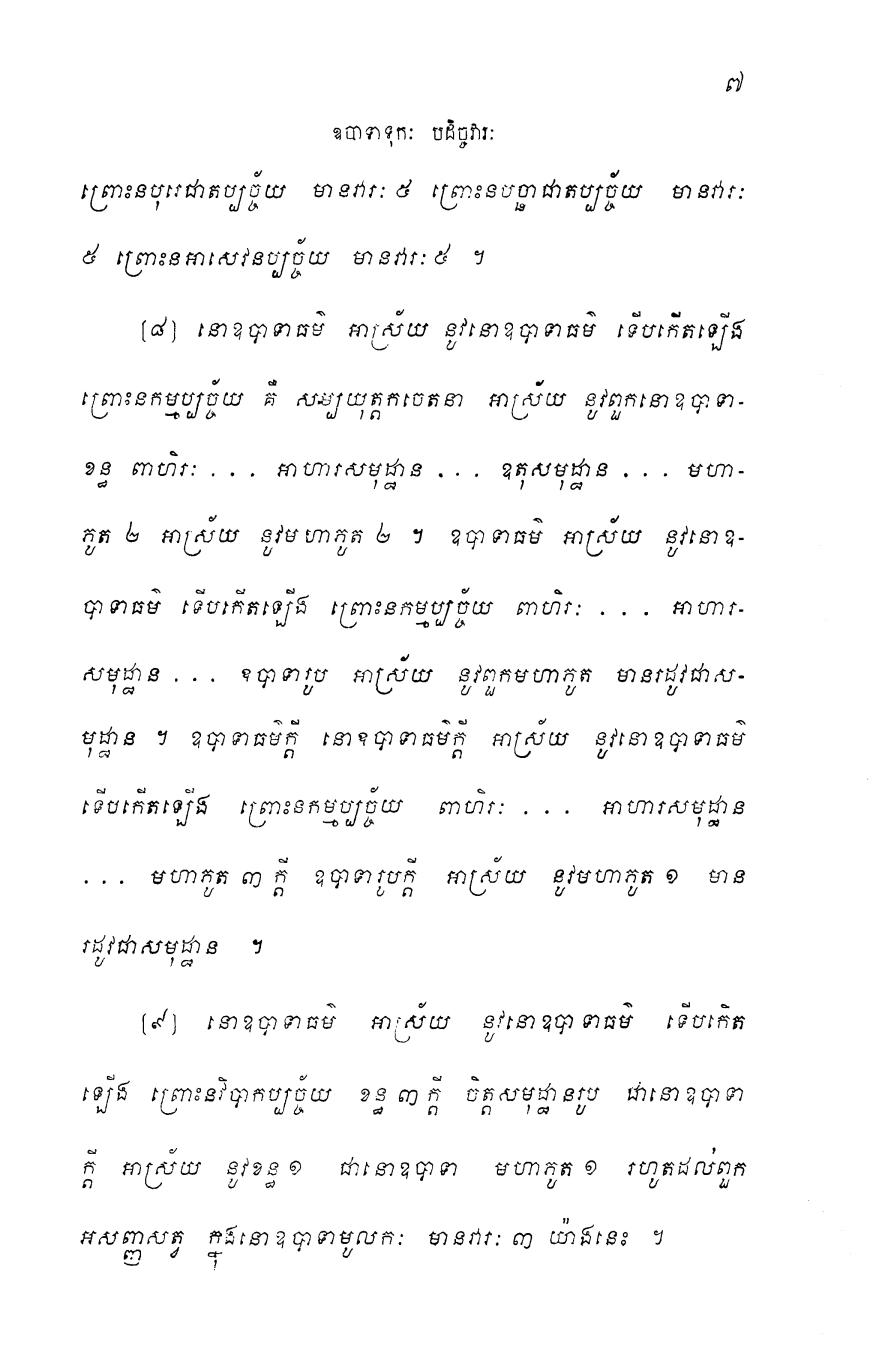 ៧
ឧបាទាទុកៈ បដិច្ចវារៈ
ព្រោះនបុរេជាតប្បច្ច័យ មានវារៈ ៥ ព្រោះនបច្ឆាជាតប្បច្ច័យ មានវារៈ
៥ ព្រោះនអាសេវនប្បច្ច័យ មានវារៈ ៥ ។
(៨) នោឧបាទាធម៌ អាស្រ័យ នូវនោឧបាទាធម៌ ទើបកើតឡើង
ព្រោះនកម្មប្បច្ច័យ គឺ សម្បយុត្តកចេតនា អាស្រ័យ នូវពួកនោឧបាទា-
ខន្ធ ពាហិរៈ . . . អាហារសមុដ្ឋាន . . . ឧតុសមុដ្ឋាន . . . មហា-
ភូត ២ អាស្រ័យ នូវមហាភូត ២ ។ ឧបាទាធម៌ អាស្រ័យ នូវនោឧ-
បាទាធម៌ ទើបកើតឡើង ព្រោះនកម្មប្បច្ច័យ ពាហិរៈ . . . អាហារ-
សមុដ្ឋាន . . . ឧបាទារូប អាស្រ័យ នូវពួកមហាភូត មានរដូវជាស-
មុដ្ឋាន ។ ឧបាទាធម៌ក្តី នោឧបាទាធម៌ក្តី អាស្រ័យ នូវនោឧបាទាធម៌
ទើបកើតឡើង ព្រោះនកម្មប្បច្ច័យ ពាហិរៈ . . . អាហារសមុដ្ឋាន
. . . មហាភូត ៣ ក្តី ឧបាទារូបក្តី អាស្រ័យ នូវមហាភូត ១ មាន
រដូវជាសមុដ្ឋាន ។
(៩) នោឧបាទាធម៌ អាស្រ័យ នូវនោឧបាទាធម៌ ទើបកើត
ឡើង ព្រោះនវិបាកប្បច្ច័យ ខន្ធ ៣ ក្តី ចិត្តសមុដ្ឋានរូប ជានោឧបាទា
ក្តី អាស្រ័យ នូវខន្ធ ១ ជានោឧបាទា មហាភូត ១ រហូតដល់ពួក
អសញ្ញសត្វ ក្នុងនោឧបាទាមូលកៈ មានវារៈ ៣ យ៉ាងនេះ ។